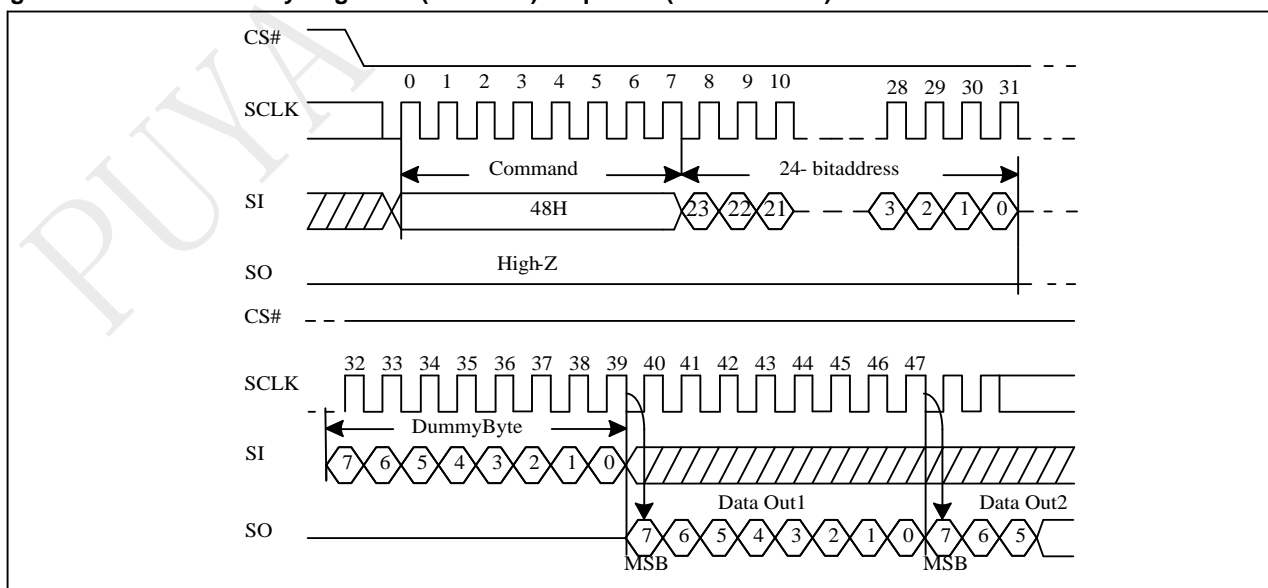 PUYA
CS#
0 1 2 3 4 5 6 7 8 9 10 28 29 30 31
SCLK
Command 24- bitaddress
SI 48H 23 22 21 3 2 1 0
SO High-Z
CS#
32 33 34 35 36 37 38 39 40 41 42 43 44 45 46 47
SCLK
DummyByte
SI 7 6 5 4 3 2 1 0
Data Out1 Data Out2
SO 7 6 5 4 3 2 1 0 7 6 5
MSB MSB